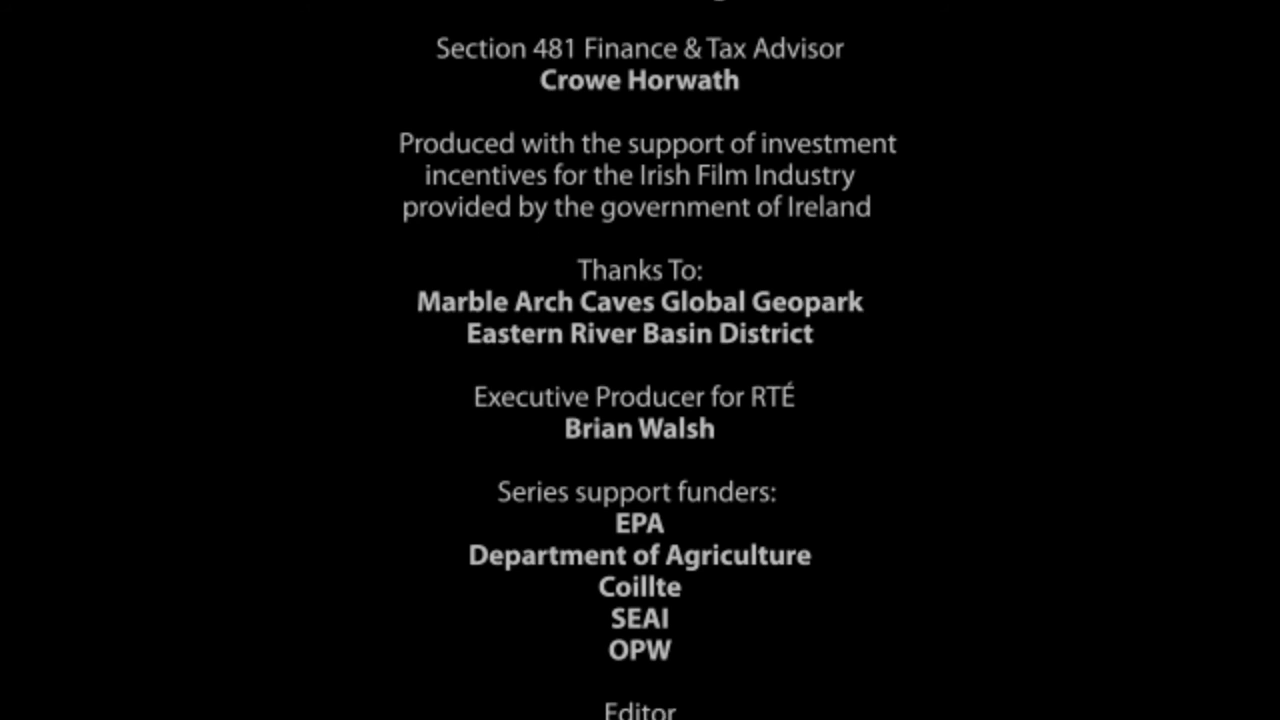 Section 481 Finance & Tax Advisor
Crowe Horwath
Produced with the support of investment
incentives for the Irish Film Industry
provided by the government of Ireland
Thanks To:
Marble Arch Caves Global Geopark
Eastern River Basin District
Executive Producer for RTÉ
Brian Walsh
Series support funders:
EPA
Department of Agriculture
Coillte
SEAI
OPW
Editor